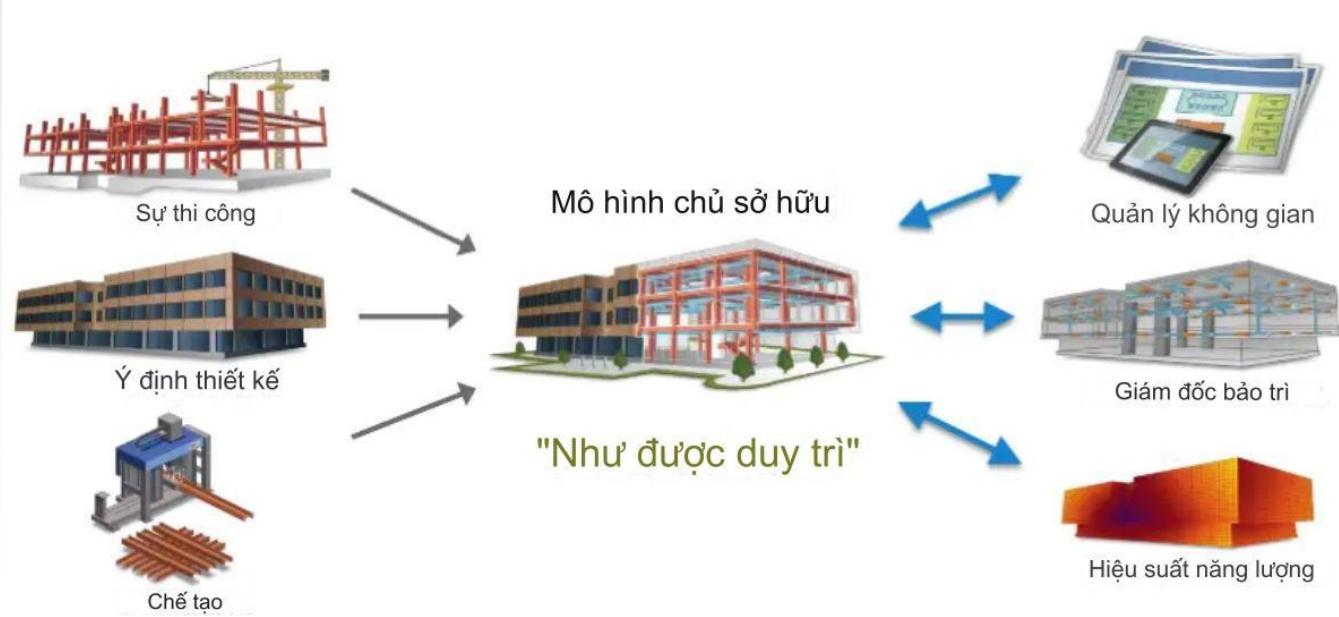 Sự thi công
Ý định thiết kế
Chế tạo
Mô hình chủ sở hữu
"Như được duy trì"
Quản lý không gian
Giám đốc bảo trì
Hiệu suất năng lượng